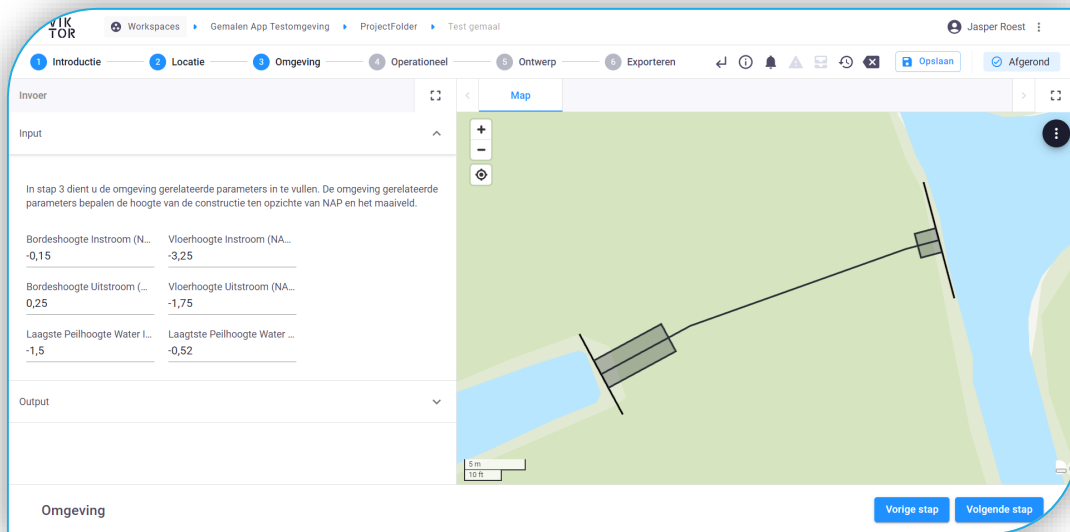 VIKTOR
Workspaces Gemalen App Testomgeving ProjectFolder Test gemaal
Jasper Roest
1 Introductie 2 Locatie 3 Omgeving 4 Operationeel 5 Ontwerp 6 Exporteren Opslaan Afgerond
Invoer
Map
Input
In stap 3 dient u de omgeving gerelateerde parameters in te vullen. De omgeving gerelateerde
parameters bepalen de hoogte van de constructie ten opzichte van NAP en het maaiveld.
Bordeshoogte Instroom (N... Vloerhoogte Instroom (NA...
-0,15 -3,25
Bordeshoogte Uitstroom (... Vloerhoogte Uitstroom (NA...
0,25 -1,75
Laagste Peilhoogte Water I... Laagtste Peilhoogte Water ...
-1,5 -0,52
Output
5 m
10 ft
Omgeving
Vorige stap Volgende stap